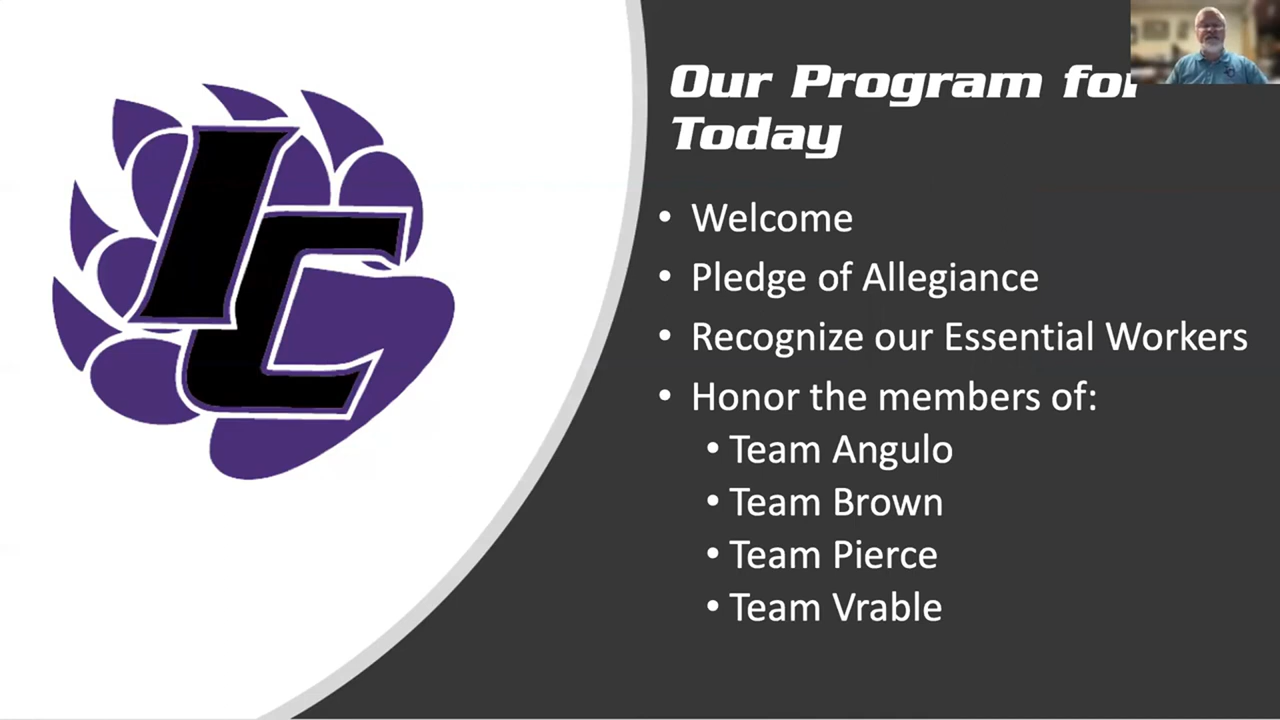 IC
Our Program for
Today
• Welcome
• Pledge of Allegiance
• Recognize our Essential Workers
• Honor the members of:
• Team Angulo
• Team Brown
• Team Pierce
• Team Vrable